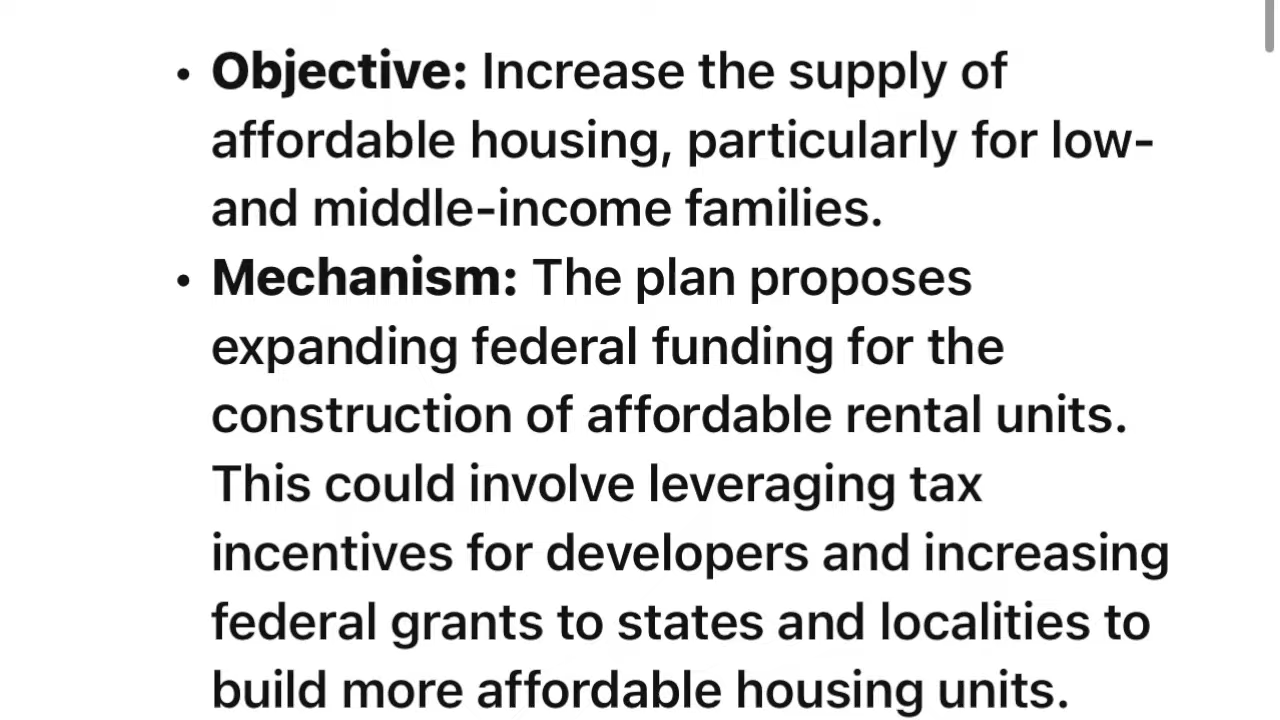 • Objective: Increase the supply of
affordable housing, particularly for low-
and middle-income families.
• Mechanism: The plan proposes
expanding federal funding for the
construction of affordable rental units.
This could involve leveraging tax
incentives for developers and increasing
federal grants to states and localities to
build more affordable housing units.